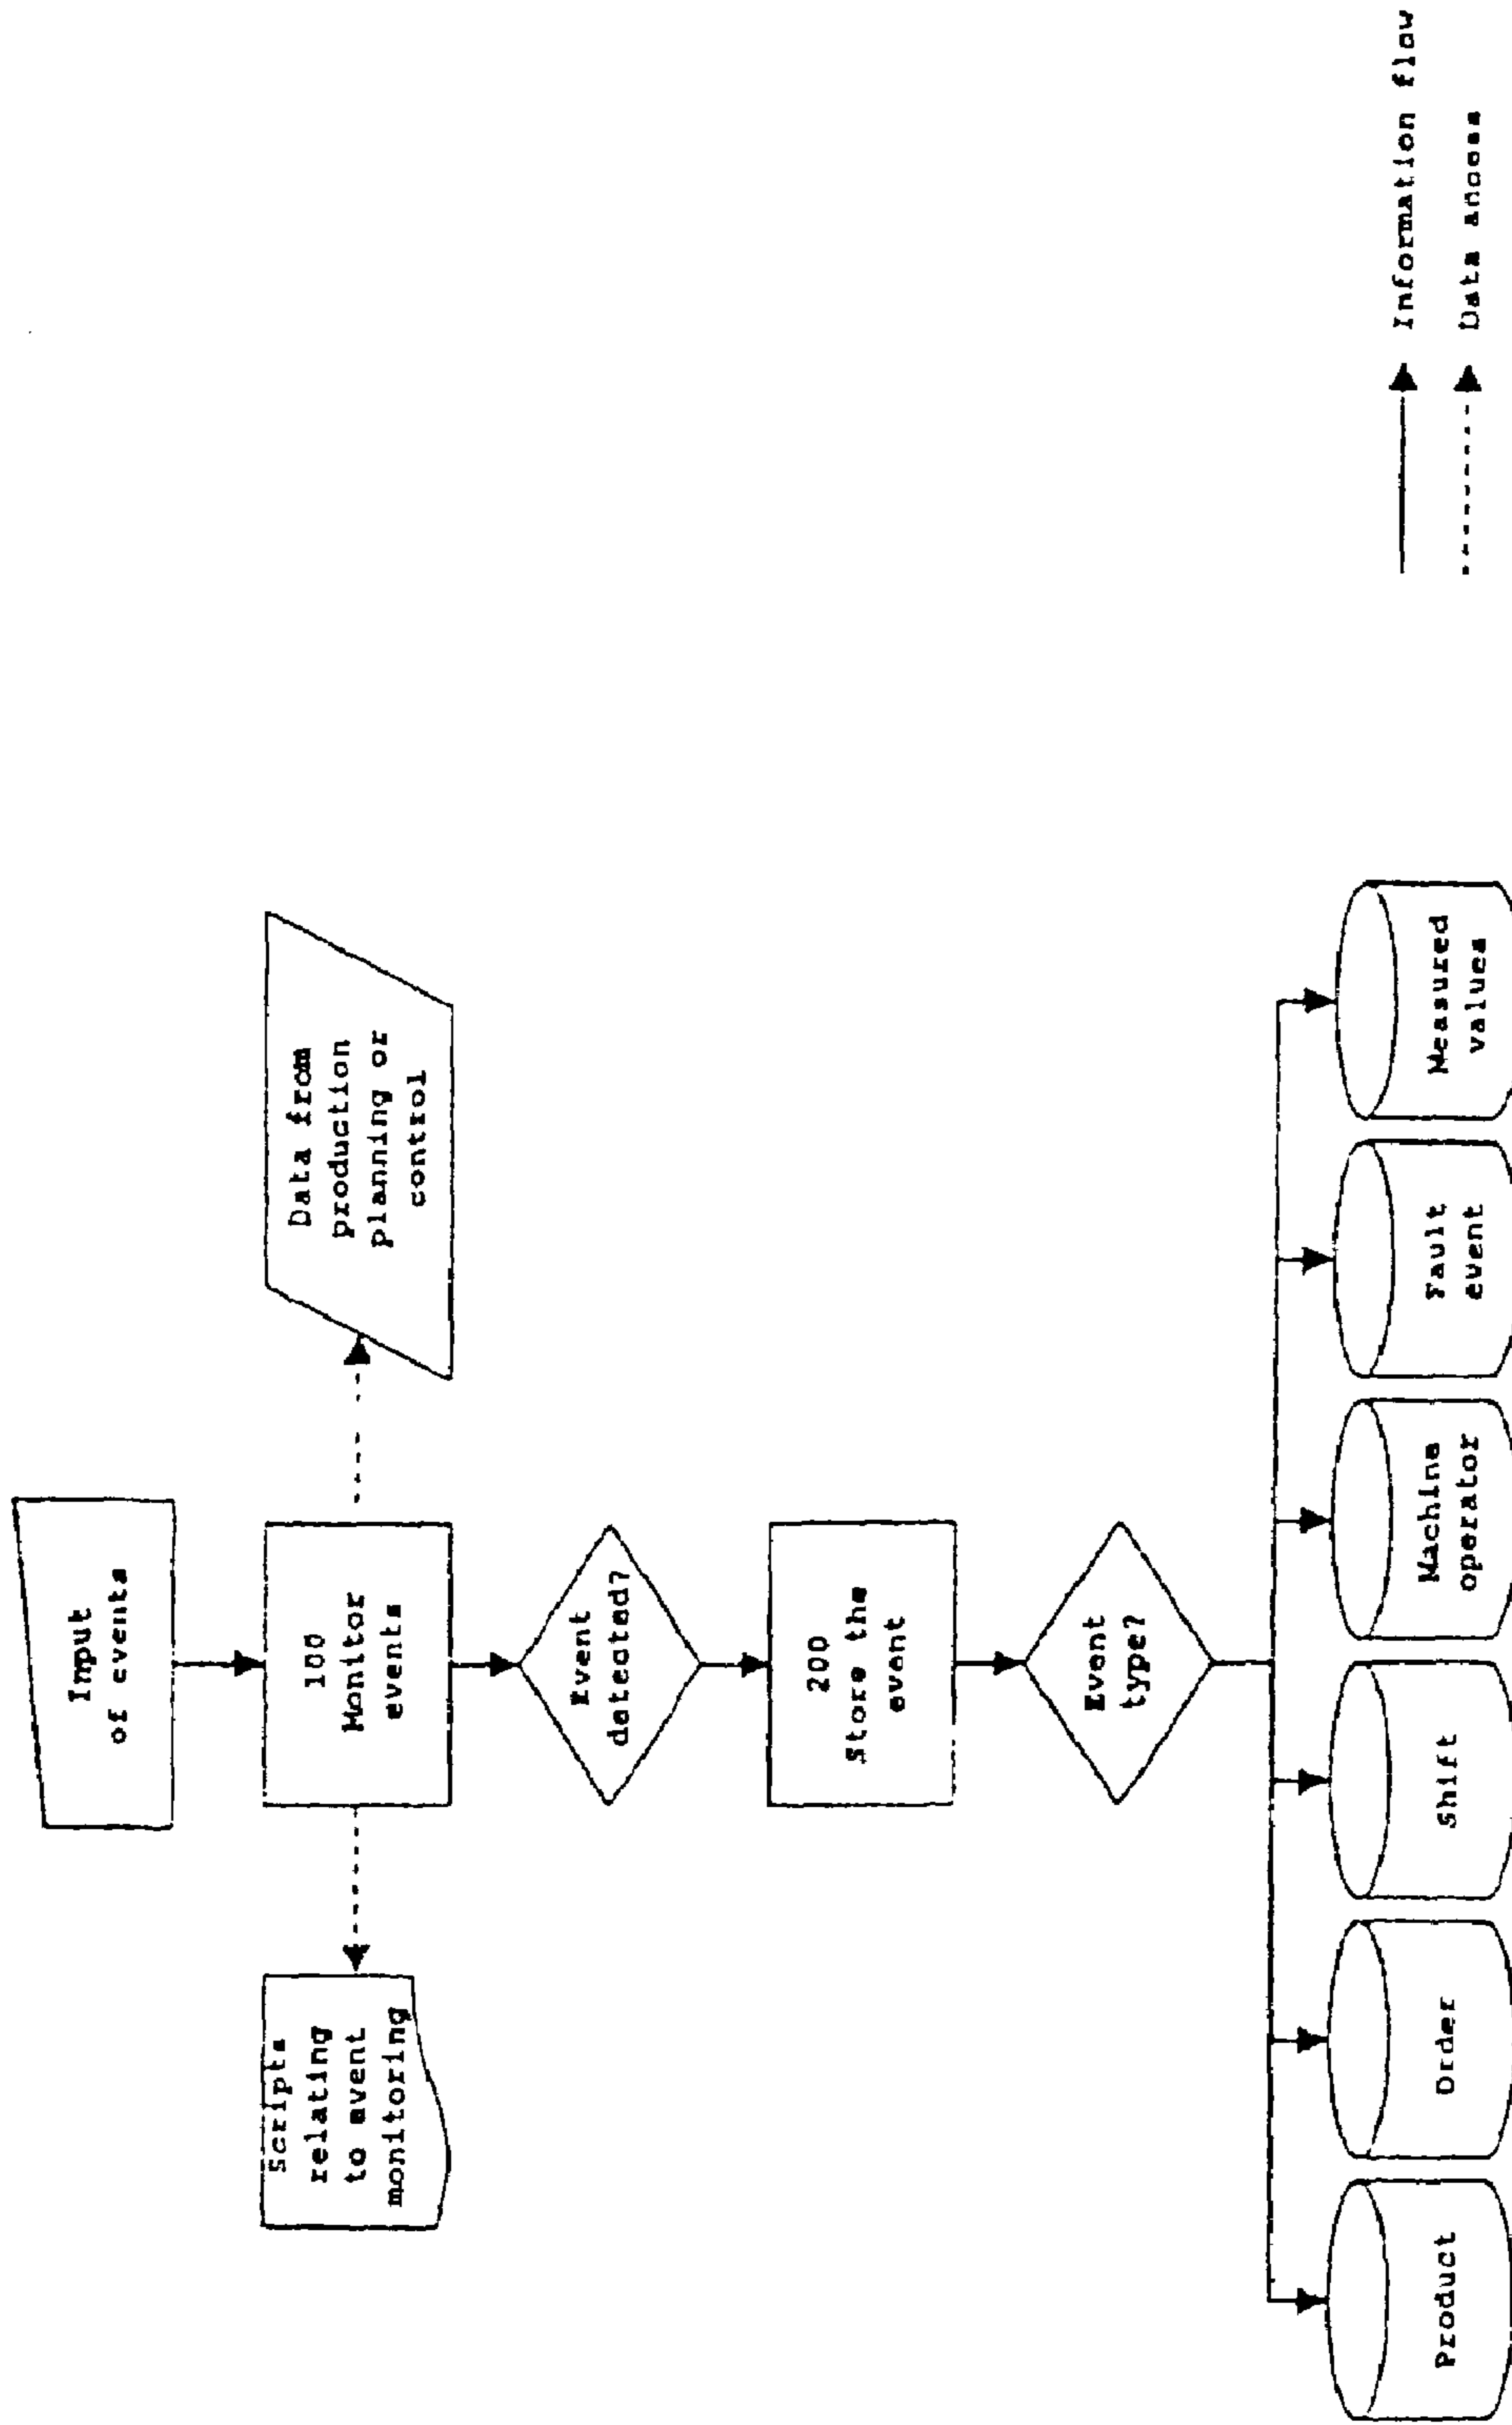 Input
of events
Scripts
relating
to event
monitoring
100
Monitor
events
Data from
production
planning or
control
Event
detected?
200
Store the
event
Event
type?
Product
Order
Shift
Machine
operator
Fault
event
Measured
values
Information flow
Data access